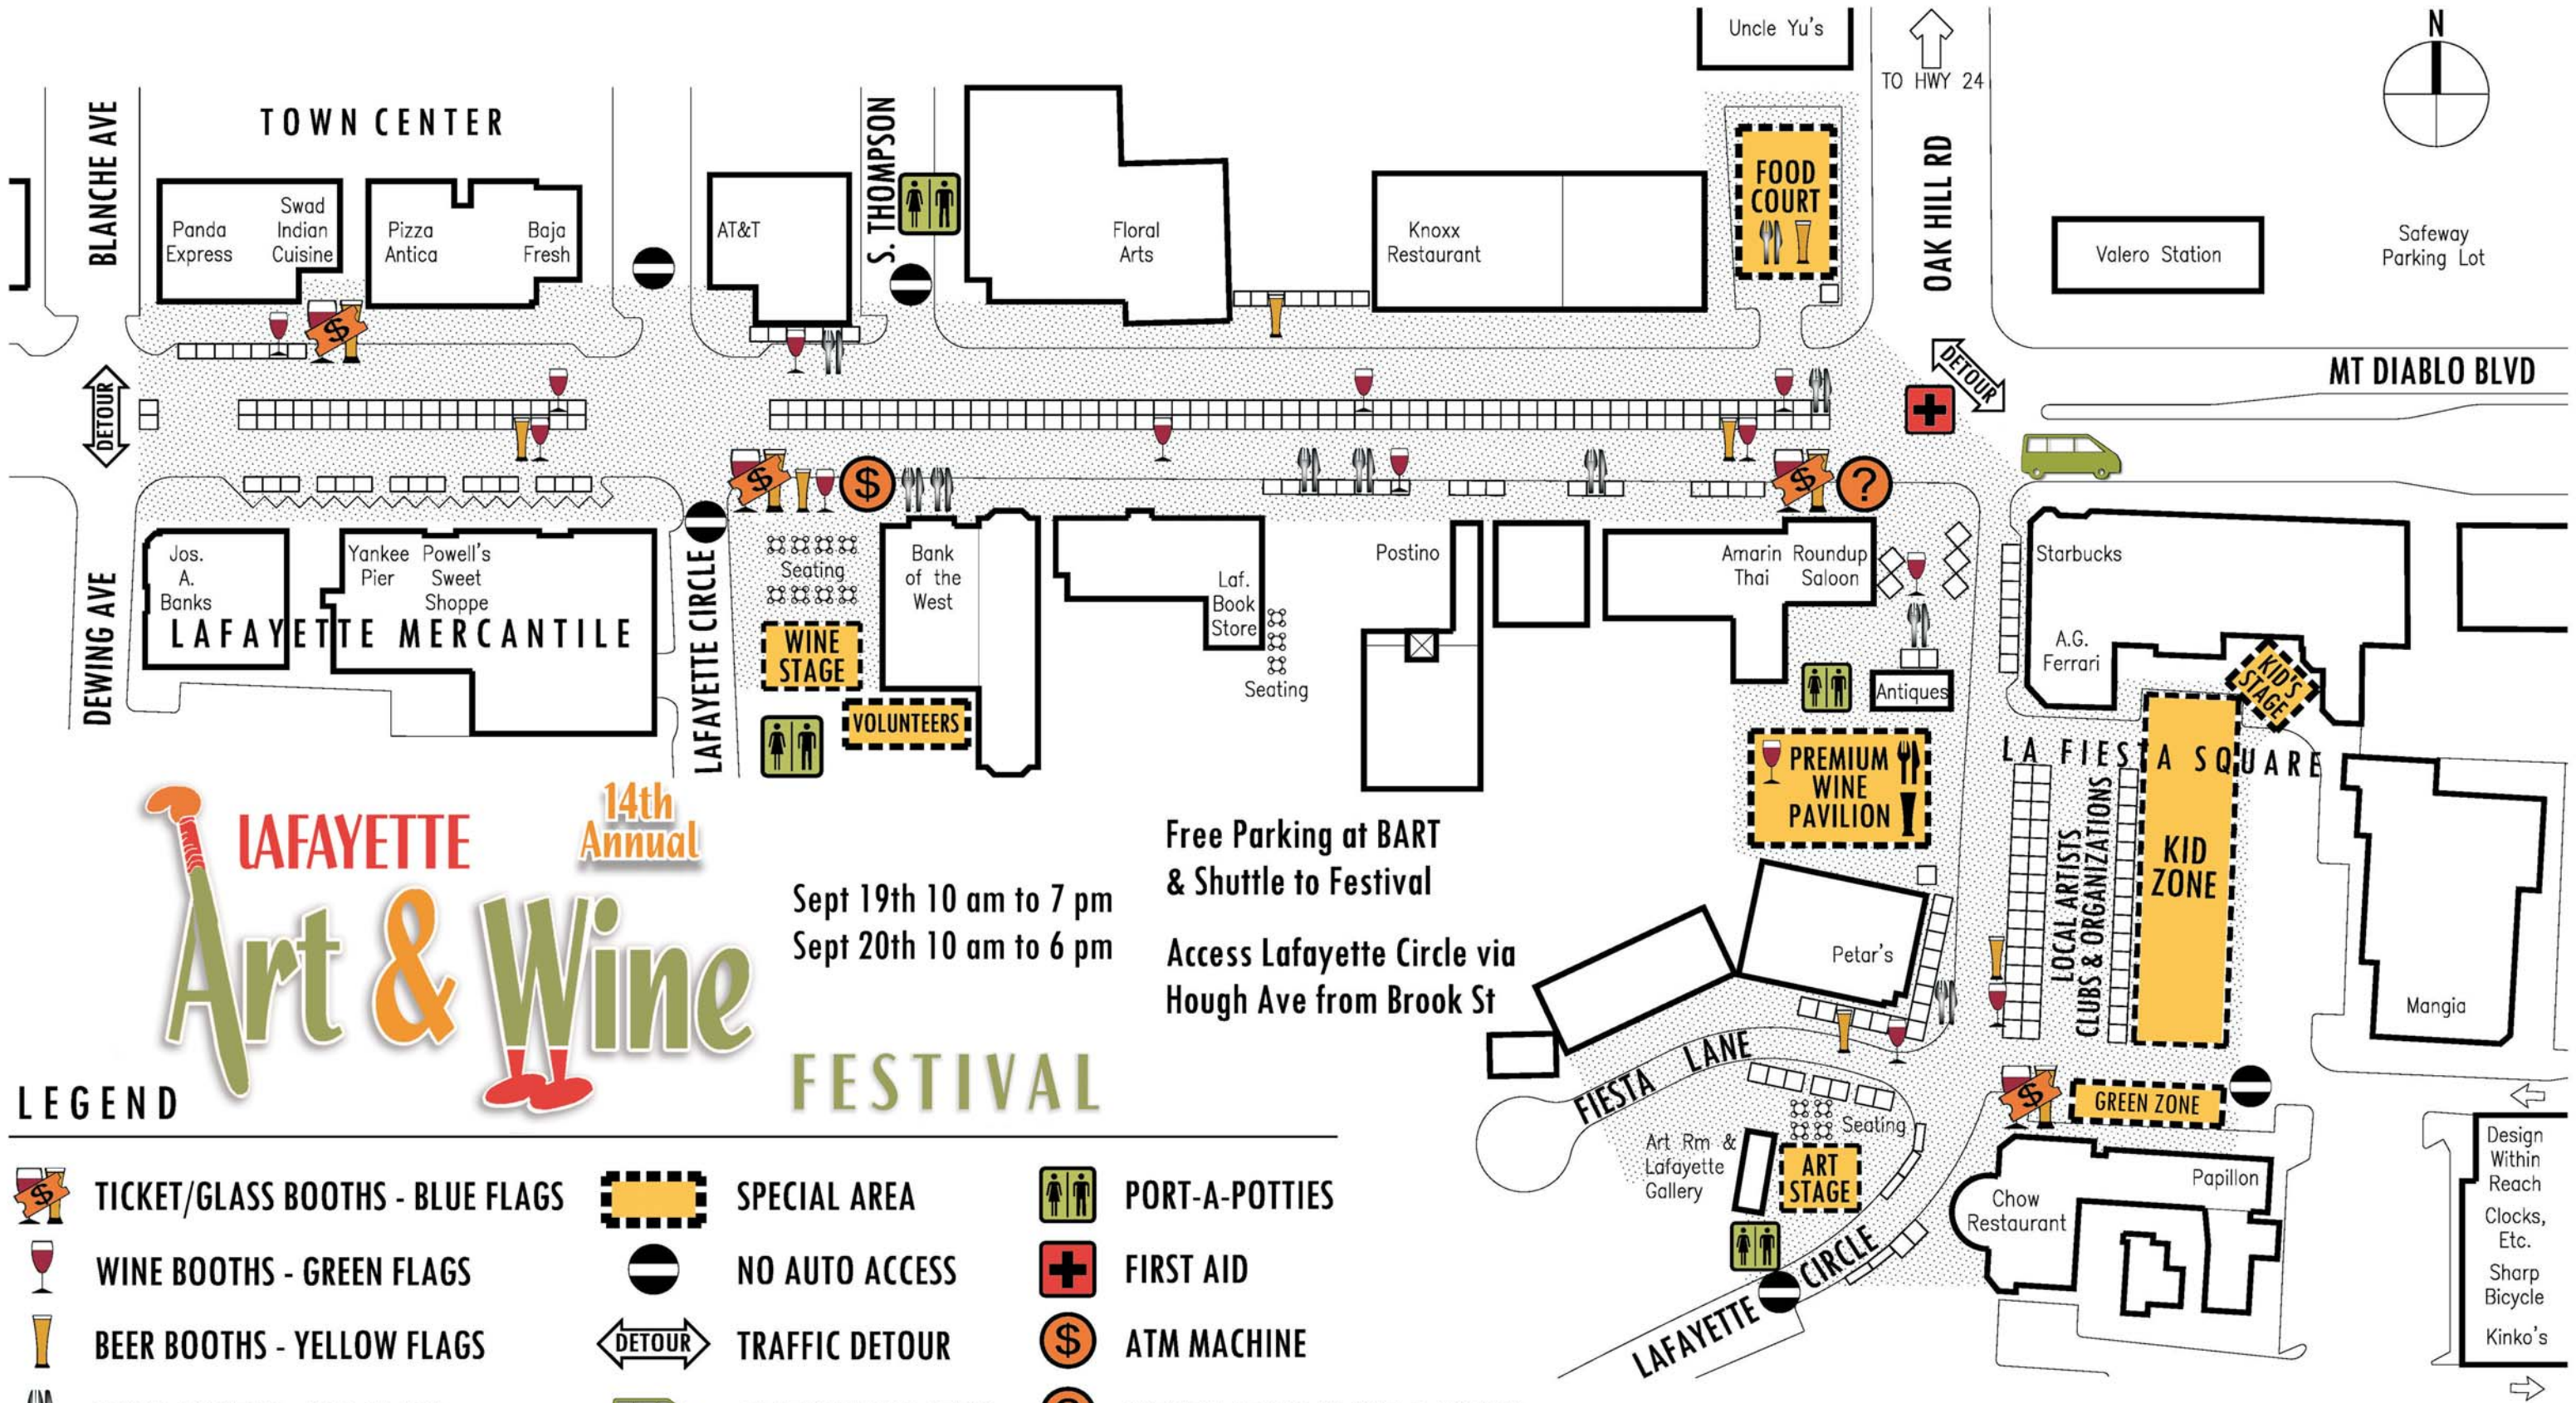 Uncle Yu's
TO HWY 24
N
BLANCHE AVE
TOWN CENTER
S. THOMPSON
OAK HILL RD
Panda
Express
Swad
Indian
Cuisine
Pizza
Antica
Baja
Fresh
AT&T
Floral
Arts
Knoxx
Restaurant
FOOD
COURT
Valero Station
Safeway
Parking Lot
$
DETOUR
DETOUR
MT DIABLO BLVD
$
$
$
?
DEWING AVE
Jos.
A.
Banks
Yankee
Pier
Powell's
Sweet
Shoppe
LAFAYETTE MERCANTILE
LAFAYETTE CIRCLE
Seating
WINE
STAGE
VOLUNTEERS
Bank
of the
West
Laf.
Book
Store
Seating
Postino
Amarin
Thai
Roundup
Saloon
Antiques
Starbucks
A.G.
Ferrari
KID'S
STAGE
LA FIESTA SQUARE
PREMIUM
WINE
PAVILION
LOCAL ARTISTS
CLUBS & ORGANIZATIONS
KID
ZONE
Mangia
Petar's
FIESTA LANE
$
GREEN ZONE
Seating
Art Rm &
Lafayette
Gallery
ART
STAGE
LAFAYETTE CIRCLE
Chow
Restaurant
Papillon
Design
Within
Reach
Clocks,
Etc.
Sharp
Bicycle
Kinko's
LAFAYETTE
14th
Annual
Art & Wine
FESTIVAL
Sept 19th 10 am to 7 pm
Sept 20th 10 am to 6 pm
Free Parking at BART
& Shuttle to Festival
Access Lafayette Circle via
Hough Ave from Brook St
LEGEND
$ TICKET/GLASS BOOTHS - BLUE FLAGS
WINE BOOTHS - GREEN FLAGS
BEER BOOTHS - YELLOW FLAGS
SPECIAL AREA
NO AUTO ACCESS
DETOUR TRAFFIC DETOUR
PORT-A-POTTIES
FIRST AID
$ ATM MACHINE